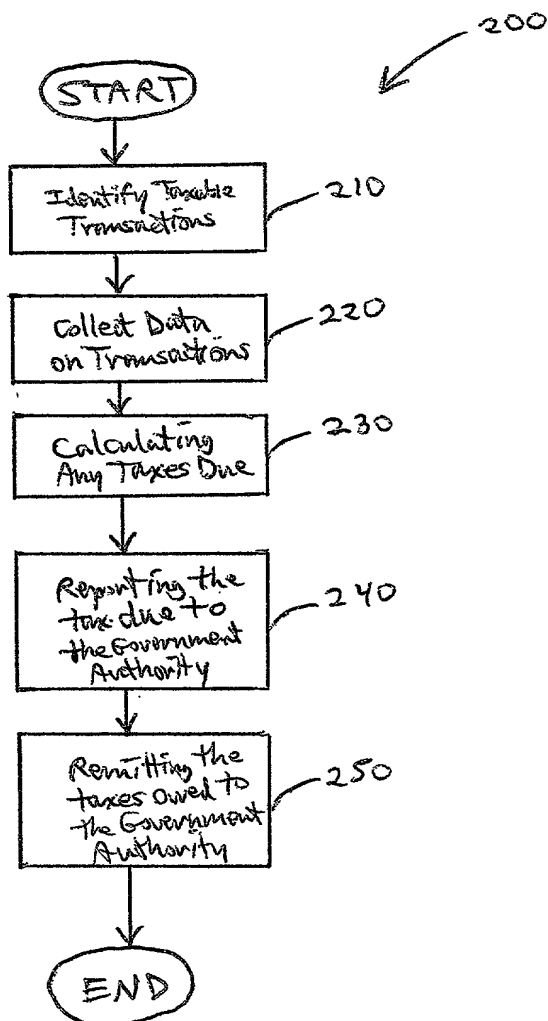 200
START
Identify Taxable
Transactions
210
Collect Data
on Transactions
220
Calculating
Any Taxes Due
230
Reporting the
tax due to
the Government
Authority
240
Remitting the
taxes owed to
the Government
Authority
250
END